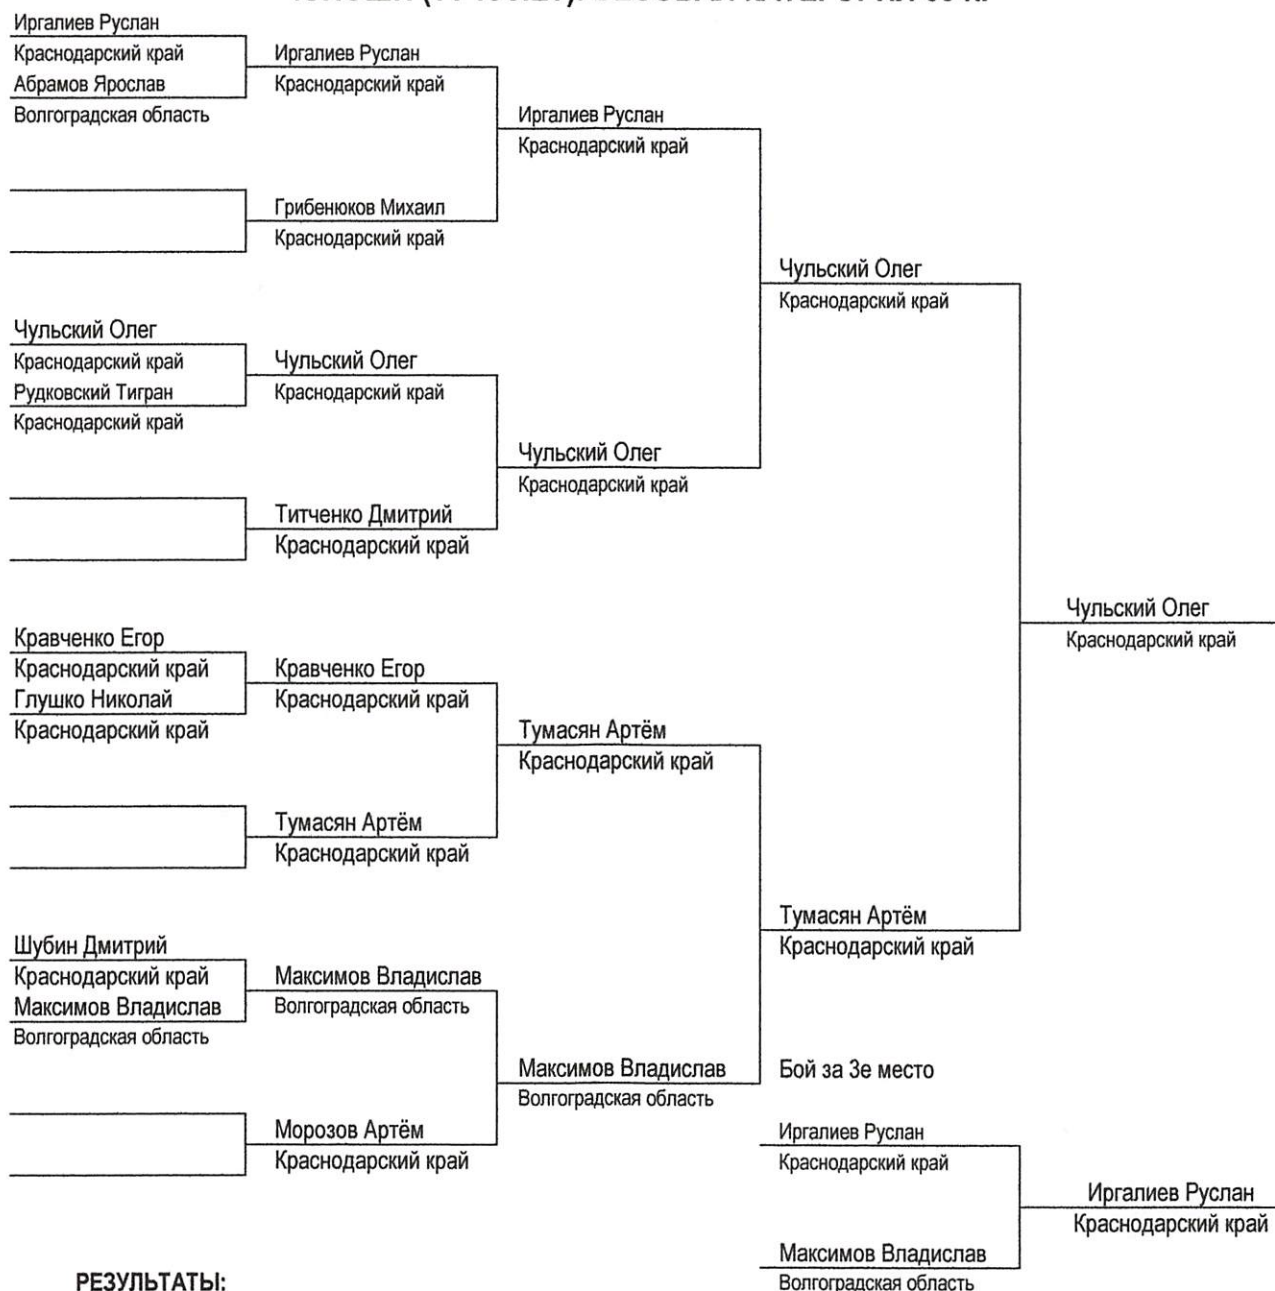 Иргалиев Руслан
Краснодарский край
Абрамов Ярослав
Волгоградская область
Иргалиев Руслан
Краснодарский край
Грибенюков Михаил
Краснодарский край
Иргалиев Руслан
Краснодарский край
Чульский Олег
Краснодарский край
Рудковский Тигран
Краснодарский край
Чульский Олег
Краснодарский край
Титченко Дмитрий
Краснодарский край
Чульский Олег
Краснодарский край
Чульский Олег
Краснодарский край
Кравченко Егор
Краснодарский край
Глушко Николай
Краснодарский край
Кравченко Егор
Краснодарский край
Тумасян Артём
Краснодарский край
Тумасян Артём
Краснодарский край
Шубин Дмитрий
Краснодарский край
Максимов Владислав
Волгоградская область
Максимов Владислав
Волгоградская область
Морозов Артём
Краснодарский край
Максимов Владислав
Волгоградская область
Тумасян Артём
Краснодарский край
Чульский Олег
Краснодарский край
Бой за 3е место
Иргалиев Руслан
Краснодарский край
Максимов Владислав
Волгоградская область
Иргалиев Руслан
Краснодарский край
РЕЗУЛЬТАТЫ: